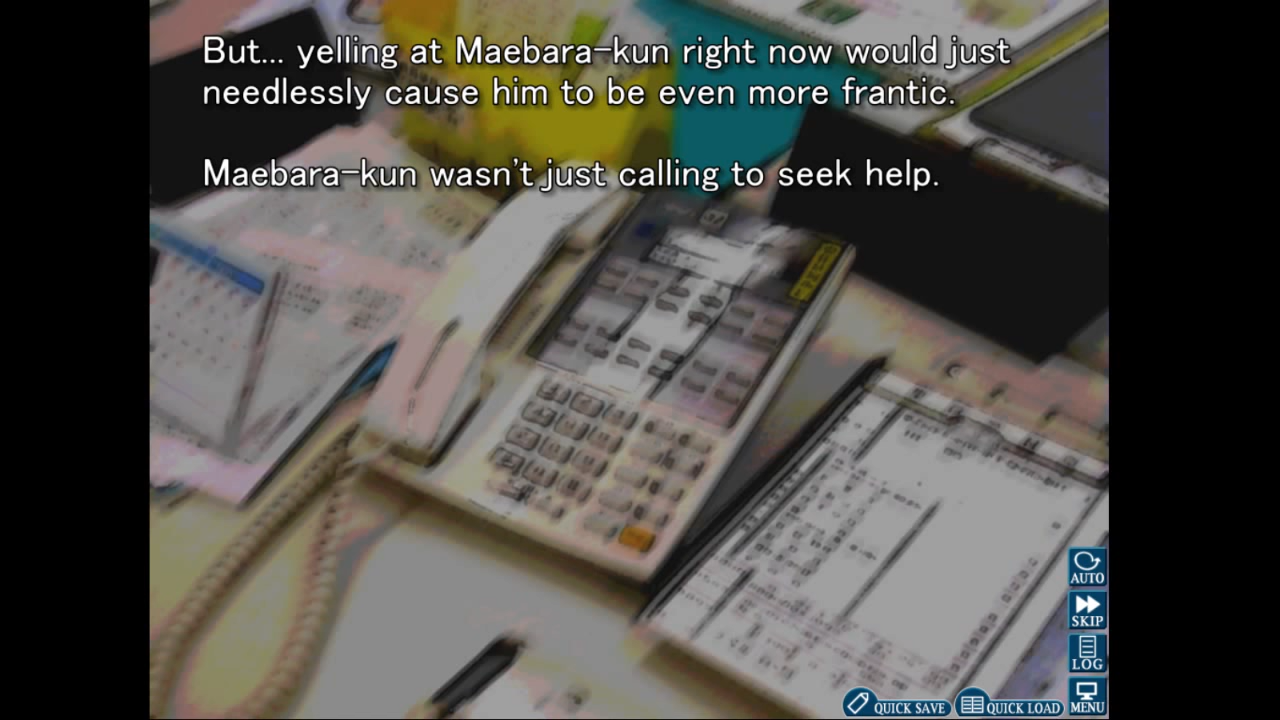 But... yelling at Maebara-kun right now would just
needlessly cause him to be even more frantic.
Maebara-kun wasn't just calling to seek help.
AUTO
SKIP
LOG
MENU
QUICK SAVE
QUICK LOAD